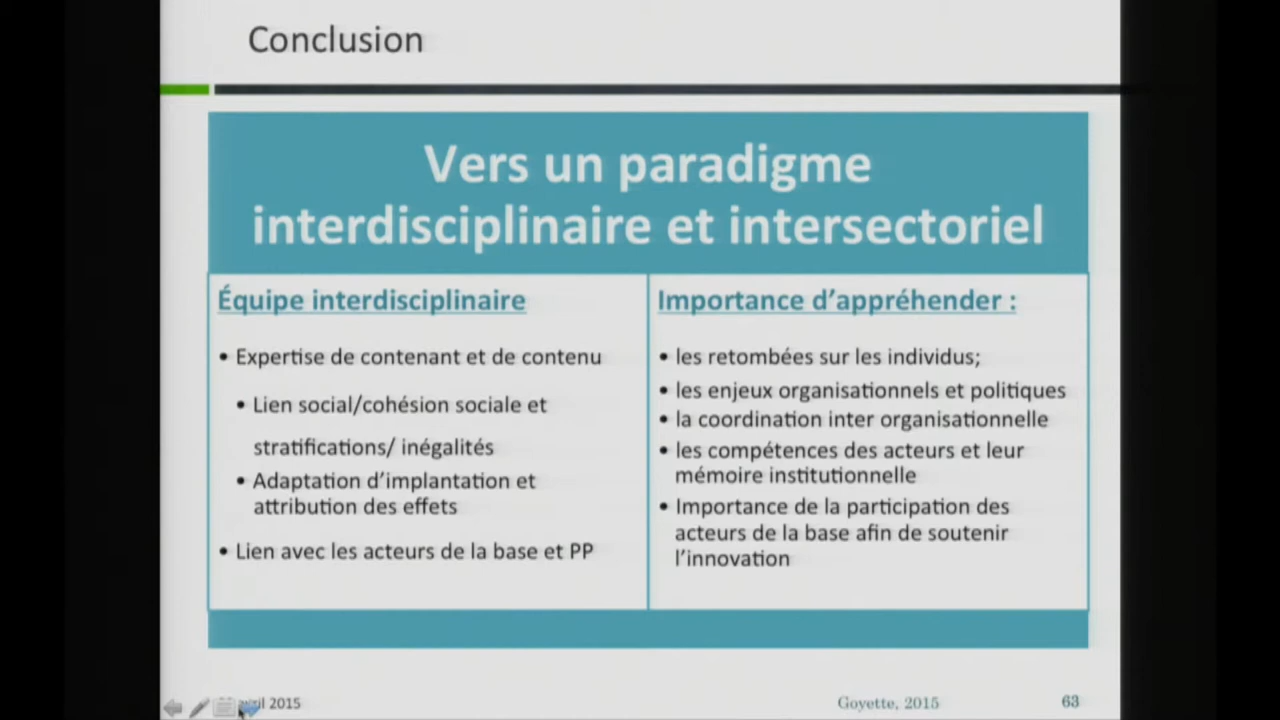 Conclusion
Vers un paradigme
interdisciplinaire et intersectoriel
Équipe interdisciplinaire
• Expertise de contenant et de contenu
• Lien social/cohésion sociale et
stratifications/ inégalités
• Adaptation d’implantation et
attribution des effets
• Lien avec les acteurs de la base et PP
Importance d’appréhender :
• les retombées sur les individus;
• les enjeux organisationnels et politiques
• la coordination inter organisationnelle
• les compétences des acteurs et leur
mémoire institutionnelle
• Importance de la participation des
acteurs de la base afin de soutenir
l’innovation
2015
Goyette, 2015
63